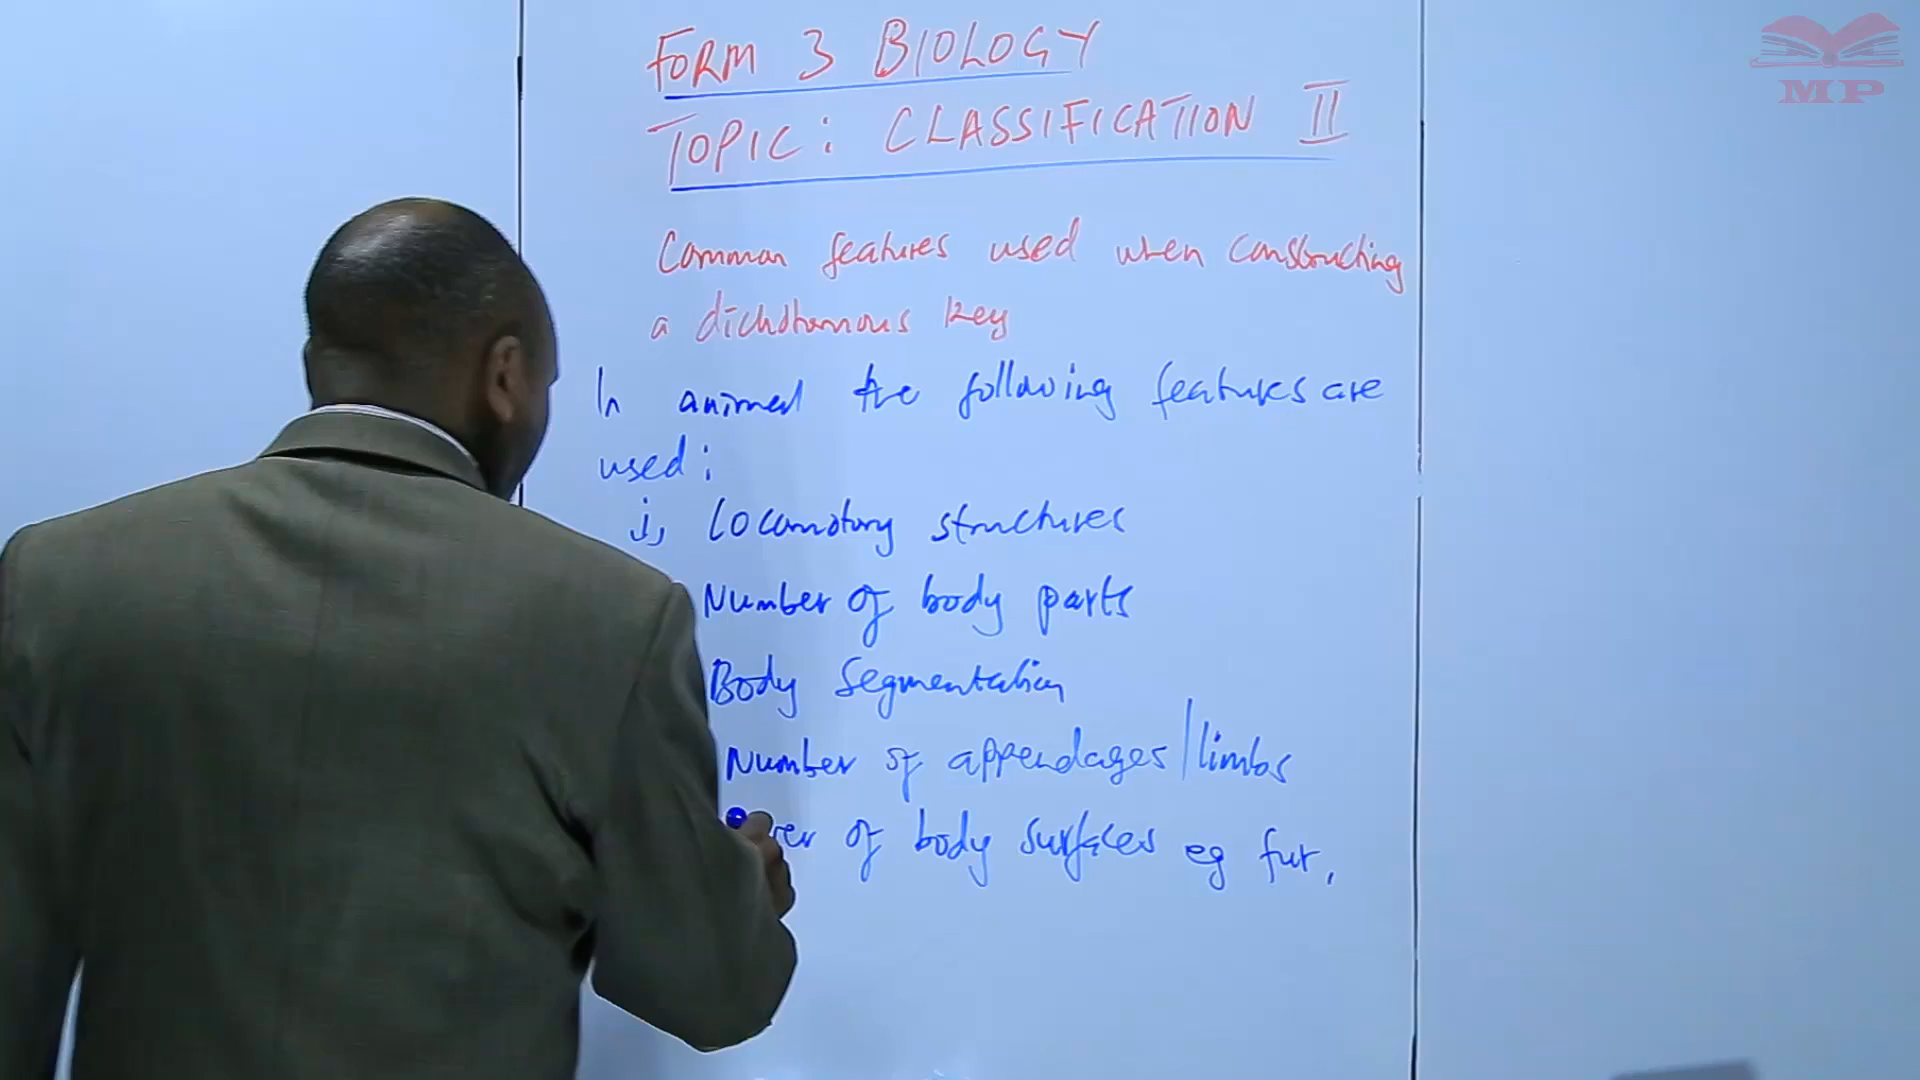 FORM 3 BIOLOGY
TOPIC: CLASSIFICATION II
Common features used when constructing
a dichotomous key
In animal the following features are
used:
i, Locomotory structures
Number of body parts
Body segmentation
Number of appendages/limbs
of body surfaces eg fur,
MP